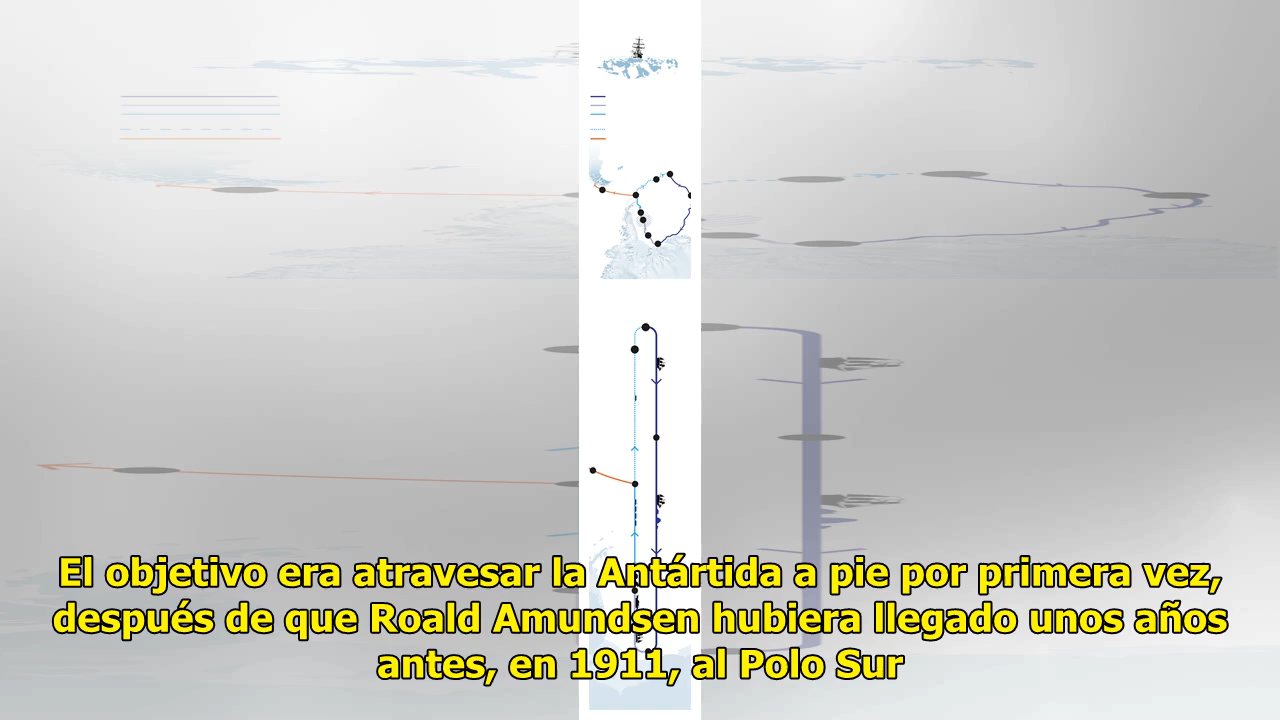 El objetivo era atravesar la Antártida a pie por primera vez,
después de que Roald Amundsen hubiera llegado unos años
antes, en 1911, al Polo Sur